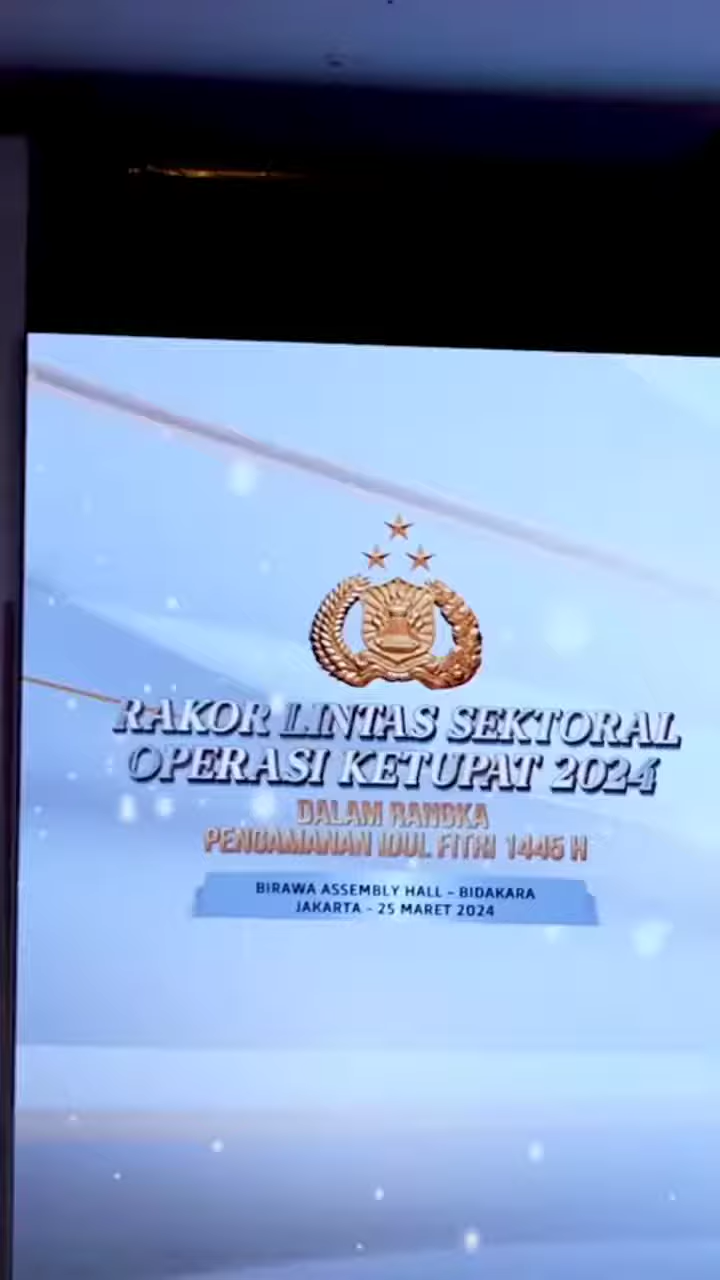 RAKOR LINTAS SEKTORAL
OPERASI KETUPAT 2024
DALAM RANGKA
PENGAMANAN IDUL FITRI 1445 H
BIRAWA ASSEMBLY HALL - BIDAKARA
JAKARTA - 25 MARET 2024